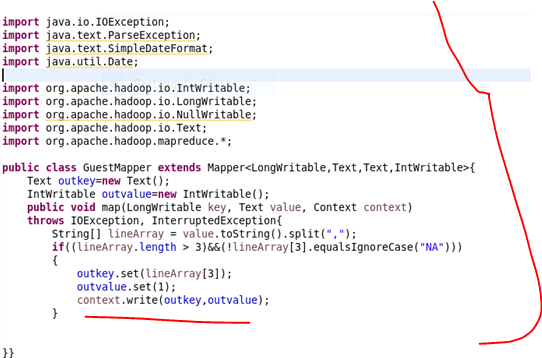 import java.io.IOException;
import java.text.ParseException;
import java.text.SimpleDateFormat;
import java.util.Date;
import org.apache.hadoop.io.IntWritable;
import org.apache.hadoop.io.LongWritable;
import org.apache.hadoop.io.NullWritable;
import org.apache.hadoop.io.Text;
import org.apache.hadoop.mapreduce.*;
public class GuestMapper extends Mapper<LongWritable,Text,Text,IntWritable>{
Text outkey=new Text();
IntWritable outvalue=new IntWritable();
public void map(LongWritable key, Text value, Context context)
throws IOException, InterruptedException{
String[] lineArray = value.toString().split(",");
if((lineArray.length > 3)&&(!lineArray[3].equalsIgnoreCase("NA")))
{
outkey.set(lineArray[3]);
outvalue.set(1);
context.write(outkey,outvalue);
}
}}